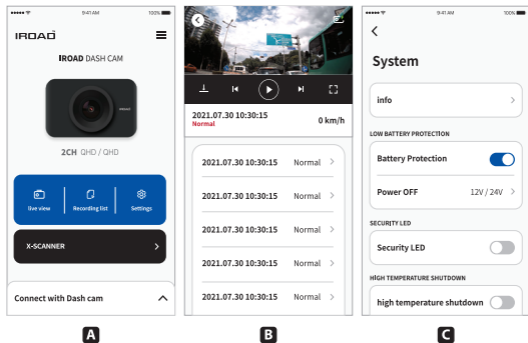 9:41 AM
100%
IROAD
IROAD DASH CAM
2CH QHD / QHD
live view
Recording list
Settings
X-SCANNER
Connect with Dash cam
A
2021.07.30 10:30:15
Normal
0 km/h
2021.07.30 10:30:15 Normal
2021.07.30 10:30:15 Normal
2021.07.30 10:30:15 Normal
2021.07.30 10:30:15 Normal
2021.07.30 10:30:15 Normal
B
9:41 AM
100%
System
info
LOW BATTERY PROTECTION
Battery Protection
Power OFF 12V / 24V
SECURITY LED
Security LED
HIGH TEMPERATURE SHUTDOWN
high temperature shutdown
C